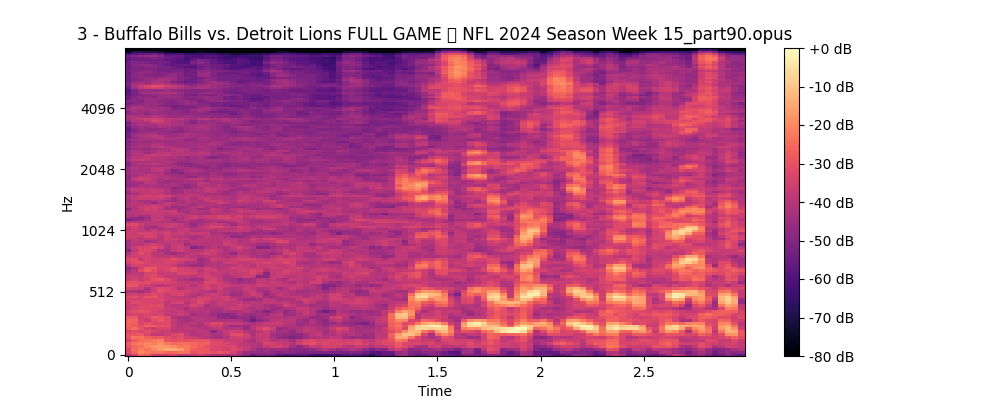 3 - Buffalo Bills vs. Detroit Lions FULL GAME ▯ NFL 2024 Season Week 15_part90.opus
+0 dB
-10 dB
-20 dB
-30 dB
-40 dB
-50 dB
-60 dB
-70 dB
-80 dB
Hz
4096
2048
1024
512
0
0
0.5
1
1.5
2
2.5
Time